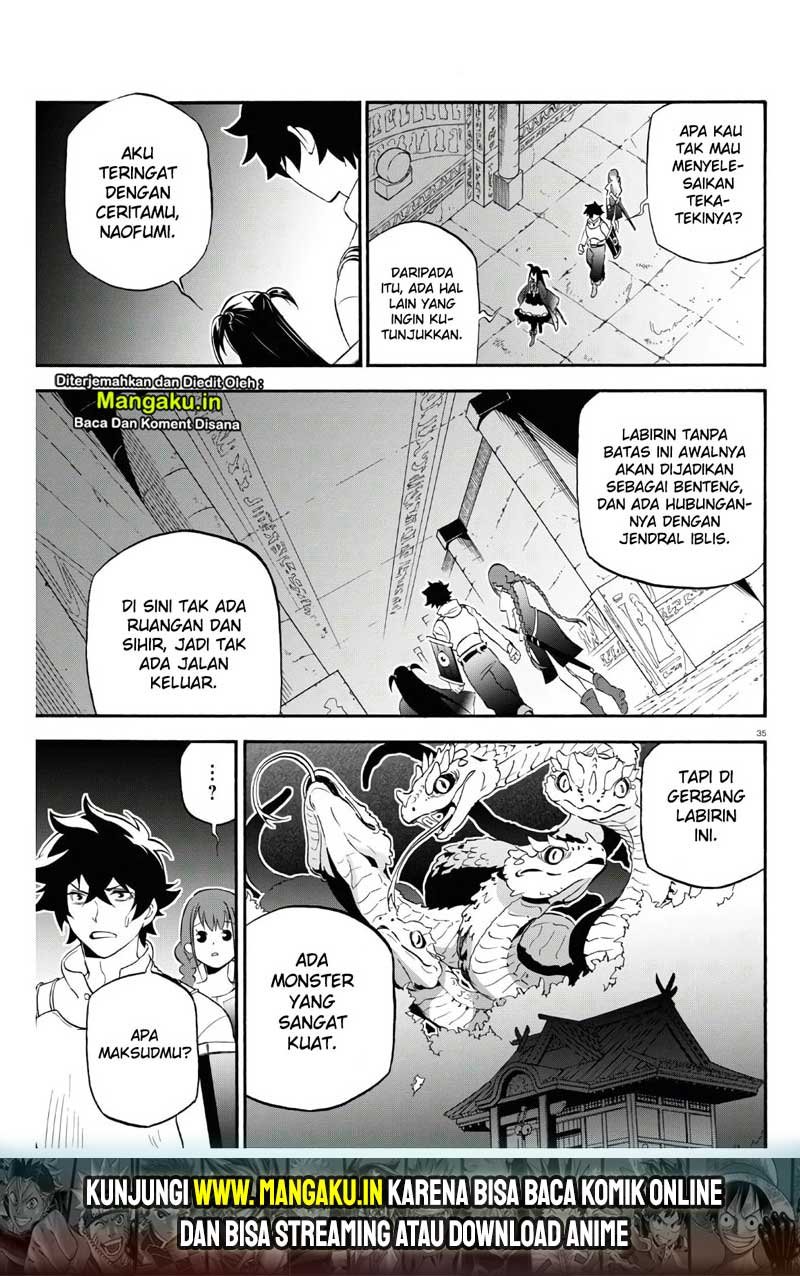 APA KAU
TAK MAU
MENYELE-
SAIKAN
TEKA-
TEKINYA?
DARIPADA
ITU, ADA HAL
LAIN YANG
INGIN KU-
TUNJUKKAN.
AKU
TERINGAT
DENGAN
CERITAMU,
NAOFUMI.
Diterjemahkan dan Diedit Oleh :
Mangaku.in
Baca Dan Koment Disana
LABIRIN TANPA
BATAS INI AWALNYA
AKAN DIJADIKAN
SEBAGAI BENTENG,
DAN ADA HUBUNGAN-
NYA DENGAN
JENDRAL IBLIS.
DI SINI TAK ADA
RUANGAN DAN
SIHIR, JADI TAK
ADA JALAN
KELUAR.
35
TAPI DI
GERBANG
LABIRIN
INI.
ADA
MONSTER
YANG
SANGAT
KUAT.
...?
APA
MAKSUDMU?
KUNJUNGI WWW. MANGAKU.IN KARENA BISA BACA KOMIK ONLINE
DAN BISA STREAMING ATAU DOWNLOAD ANIME